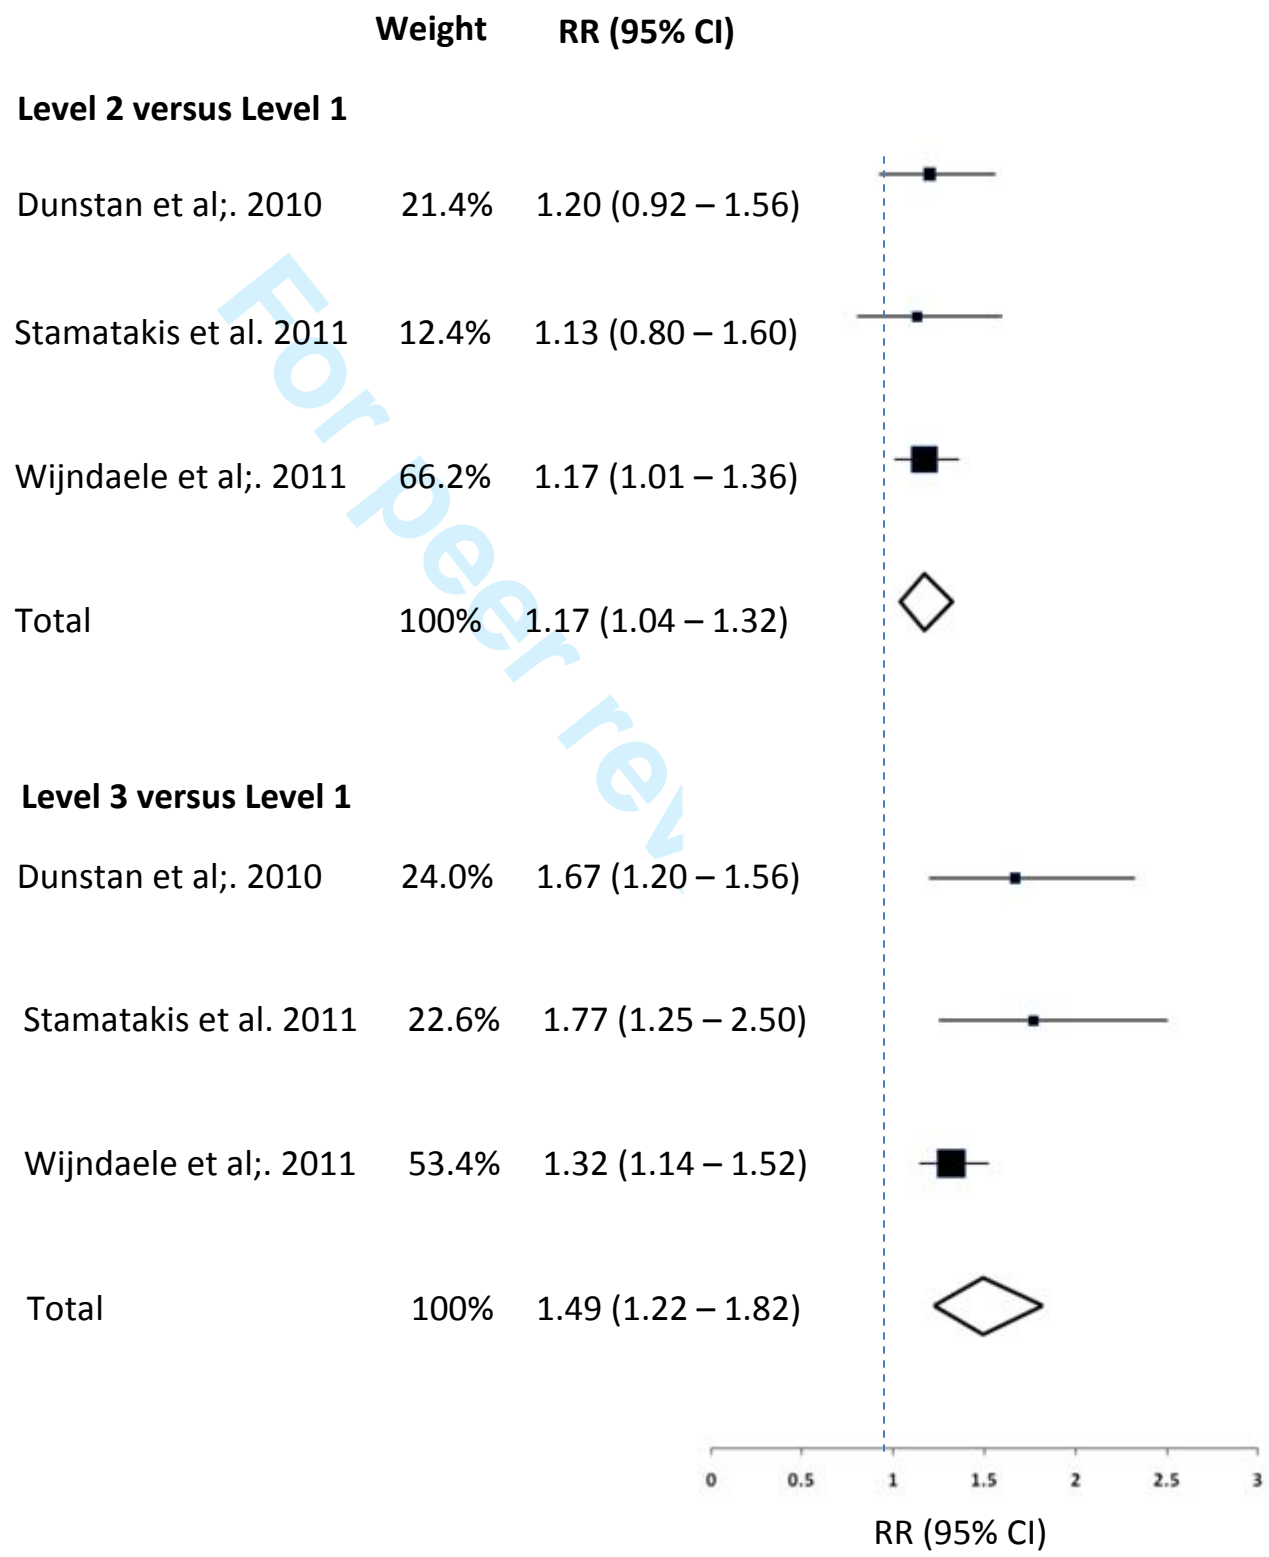 Weight RR (95% CI)
Level 2 versus Level 1
Dunstan et al;. 2010 21.4% 1.20 (0.92 – 1.56)
Stamatakis et al. 2011 12.4% 1.13 (0.80 – 1.60)
Wijndaele et al;. 2011 66.2% 1.17 (1.01 – 1.36)
Total 100% 1.17 (1.04 – 1.32)
For peer rev
Level 3 versus Level 1
Dunstan et al;. 2010 24.0% 1.67 (1.20 – 1.56)
Stamatakis et al. 2011 22.6% 1.77 (1.25 – 2.50)
Wijndaele et al;. 2011 53.4% 1.32 (1.14 – 1.52)
Total 100% 1.49 (1.22 – 1.82)
0 0.5 1 1.5 2 2.5 3
RR (95% CI)